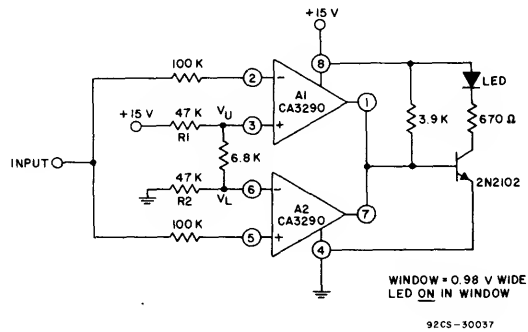 +15 V
8
100 K
2
−
A1
CA3290
1
LED
+15 V
47 K
R1
VU
3
+
3.9 K
670 Ω
6.8 K
INPUT
47 K
R2
VL
6
−
A2
CA3290
7
2N2102
100 K
5
+
4
WINDOW = 0.98 V WIDE
LED ON IN WINDOW
92CS-30037